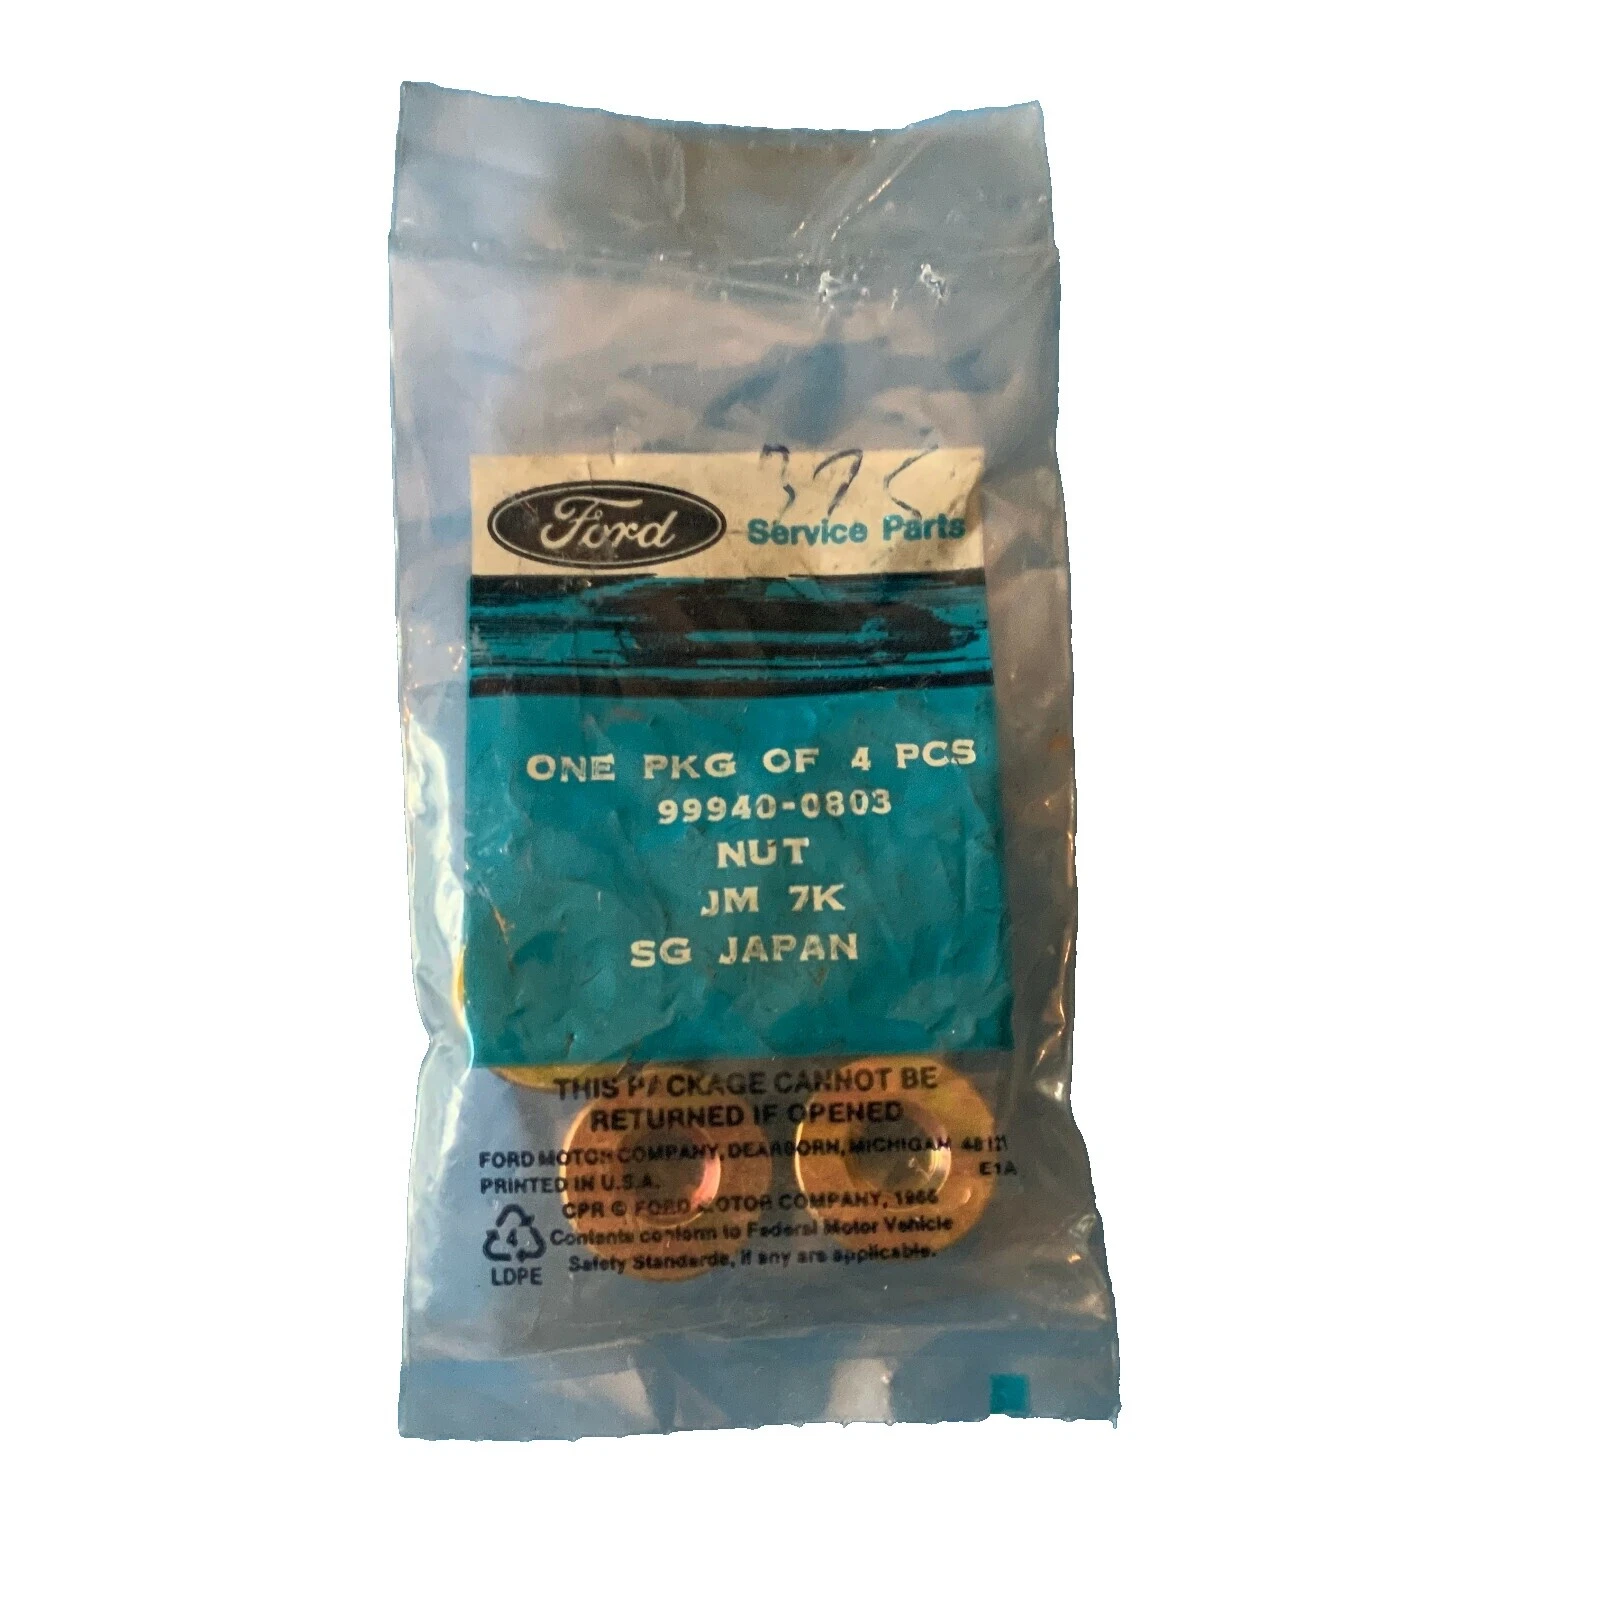 375
Ford
Service Parts
ONE PKG OF 4 PCS
99940-0803
NUT
JM 7K
SG JAPAN
THIS PACKAGE CANNOT BE
RETURNED IF OPENED
FORD MOTOR COMPANY, DEARBORN, MICHIGAN 48121
E1A
PRINTED IN U.S.A.
CPR © FORD MOTOR COMPANY, 1966
4
Contents conform to Federal Motor Vehicle
Safety Standards, if any are applicable.
LDPE